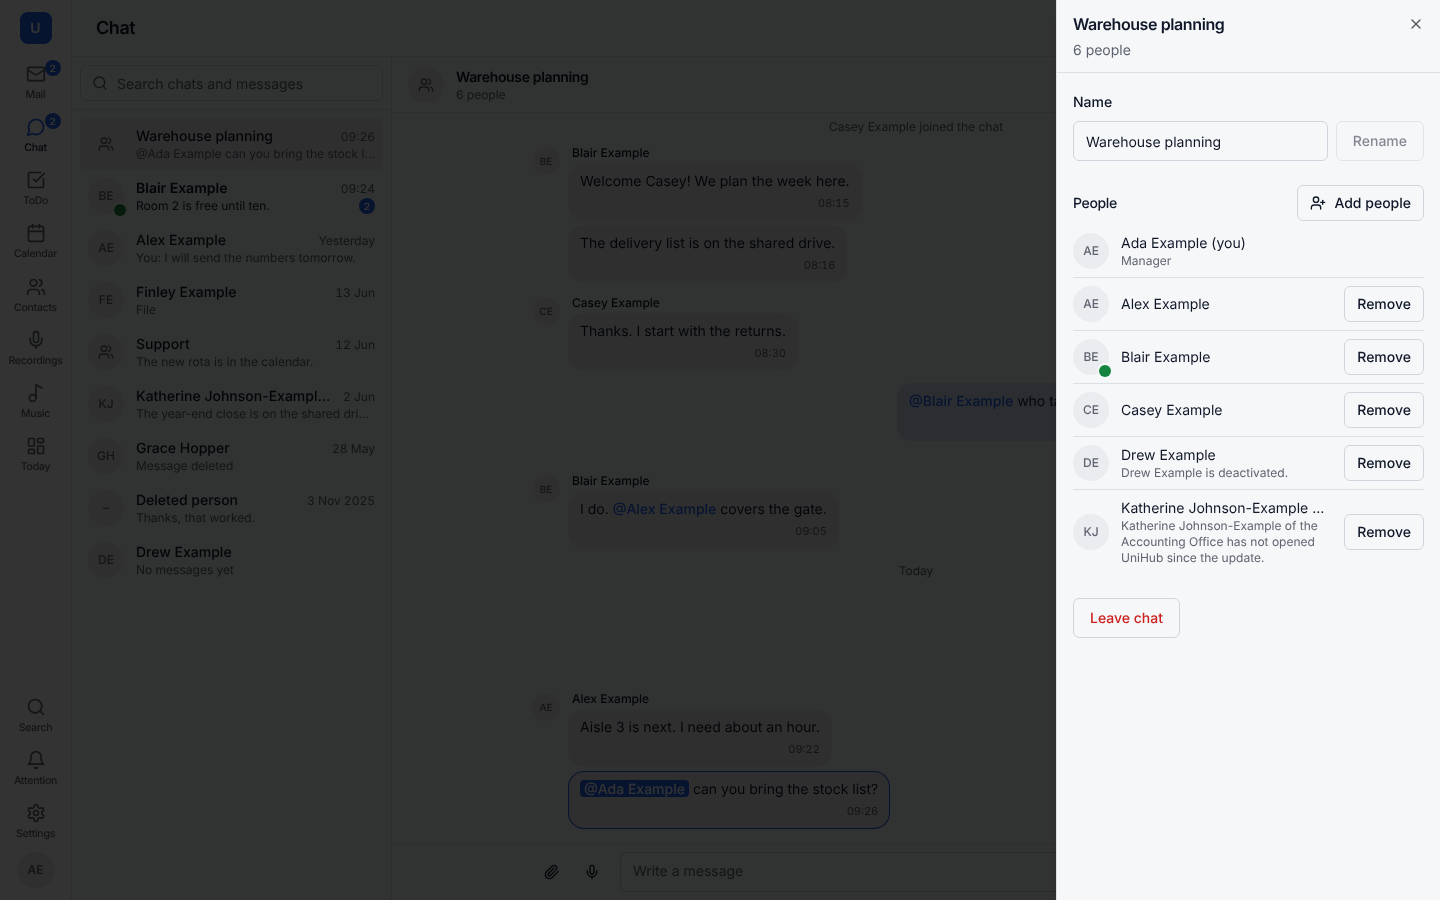 U
Mail
2
Chat
2
ToDo
Calendar
Contacts
Recordings
Music
Today
Search
Attention
Settings
AE
Chat
Search chats and messages
Warehouse planning 09:26
@Ada Example can you bring the stock l...
BE
Blair Example 09:24
Room 2 is free until ten. 2
AE
Alex Example Yesterday
You: I will send the numbers tomorrow.
FE
Finley Example 13 Jun
File
Support 12 Jun
The new rota is in the calendar.
KJ
Katherine Johnson-Exampl... 2 Jun
The year-end close is on the shared dri...
GH
Grace Hopper 28 May
Message deleted
–
Deleted person 3 Nov 2025
Thanks, that worked.
DE
Drew Example
No messages yet
Warehouse planning
6 people
Casey Example joined the chat
BE
Blair Example
Welcome Casey! We plan the week here.
08:15
The delivery list is on the shared drive.
08:16
CE
Casey Example
Thanks. I start with the returns.
08:30
@Blair Example who ta
BE
Blair Example
I do. @Alex Example covers the gate.
09:05
Today
AE
Alex Example
Aisle 3 is next. I need about an hour.
09:22
@Ada Example can you bring the stock list?
09:26
Write a message
Warehouse planning
6 people
Name
Warehouse planning
Rename
People
Add people
AE
Ada Example (you)
Manager
AE
Alex Example
Remove
BE
Blair Example
Remove
CE
Casey Example
Remove
DE
Drew Example
Drew Example is deactivated.
Remove
KJ
Katherine Johnson-Example ...
Katherine Johnson-Example of the
Accounting Office has not opened
UniHub since the update.
Remove
Leave chat